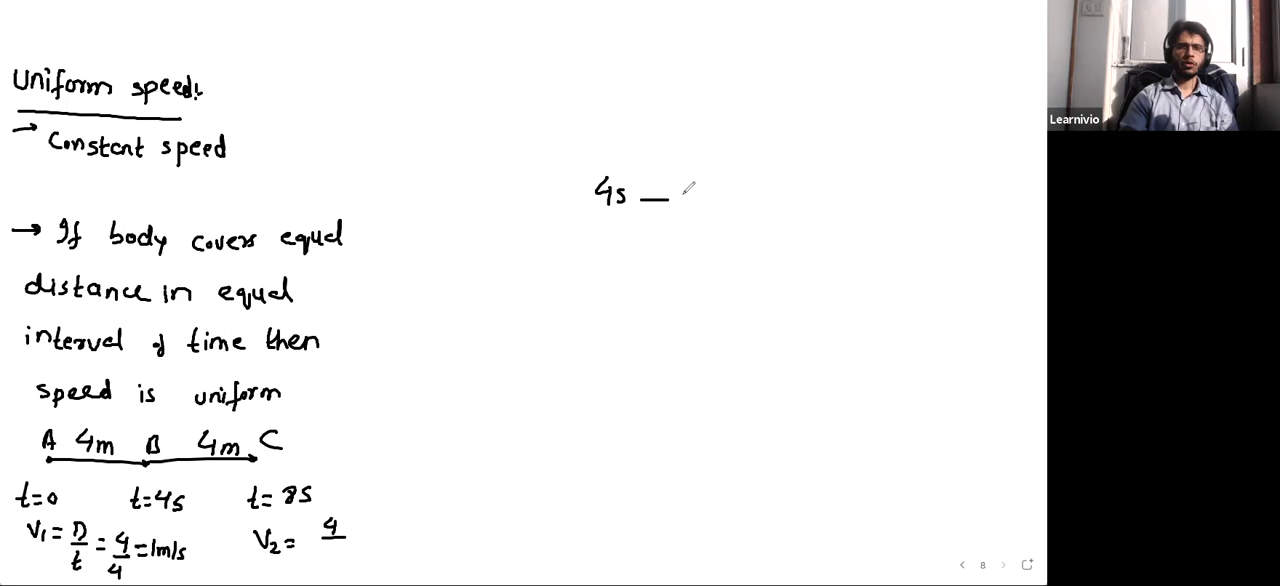 Uniform speed:
→ Constant speed
4s —
→ If body covers equal
distance in equal
interval of time then
speed is uniform
A 4m B 4m C
t=0 t=4s t=8s
V₁ = D/t = 4/4 = 1m/s V₂ = 4/
Learnivio
< 8 >